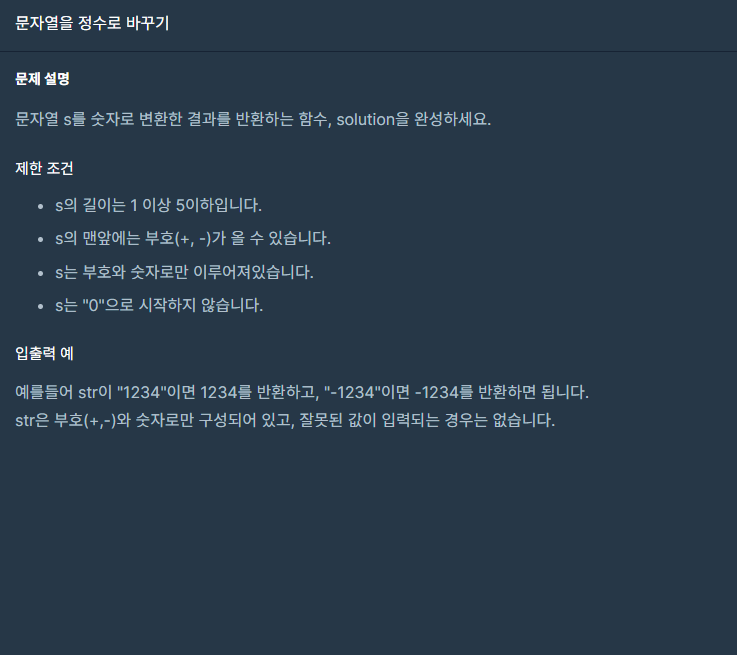 문자열을 정수로 바꾸기
문제 설명
문자열 s를 숫자로 변환한 결과를 반환하는 함수, solution을 완성하세요.
제한 조건
• s의 길이는 1 이상 5이하입니다.
• s의 맨앞에는 부호(+, -)가 올 수 있습니다.
• s는 부호와 숫자로만 이루어져있습니다.
• s는 "0"으로 시작하지 않습니다.
입출력 예
예를들어 str이 "1234"이면 1234를 반환하고, "-1234"이면 -1234를 반환하면 됩니다.
str은 부호(+,-)와 숫자로만 구성되어 있고, 잘못된 값이 입력되는 경우는 없습니다.